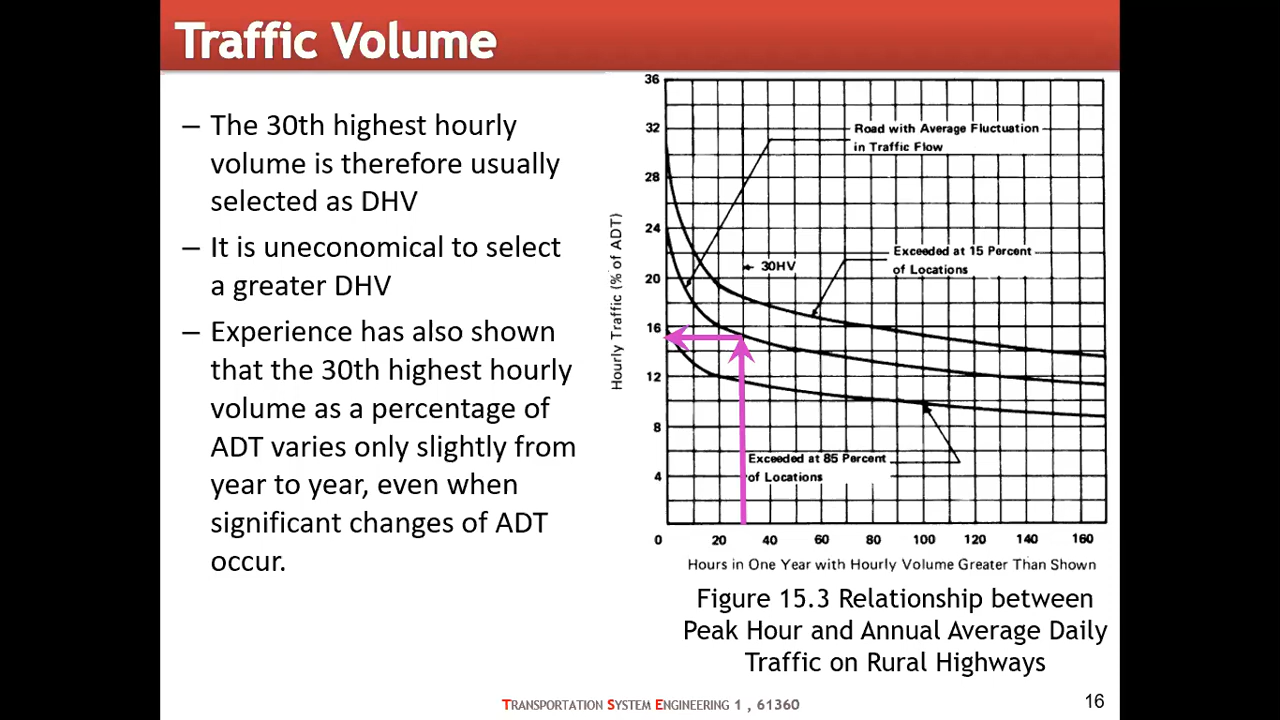 Traffic Volume
– The 30th highest hourly
volume is therefore usually
selected as DHV
– It is uneconomical to select
a greater DHV
– Experience has also shown
that the 30th highest hourly
volume as a percentage of
ADT varies only slightly from
year to year, even when
significant changes of ADT
occur.
36
32
28
24
20
16
12
8
4
Hourly Traffic (% of ADT)
Road with Average Fluctuation
in Traffic Flow
Exceeded at 15 Percent
of Locations
30HV
Exceeded at 85 Percent
of Locations
0 20 40 60 80 100 120 140 160
Hours in One Year with Hourly Volume Greater Than Shown
Figure 15.3 Relationship between
Peak Hour and Annual Average Daily
Traffic on Rural Highways
TRANSPORTATION SYSTEM ENGINEERING 1 , 61360
16